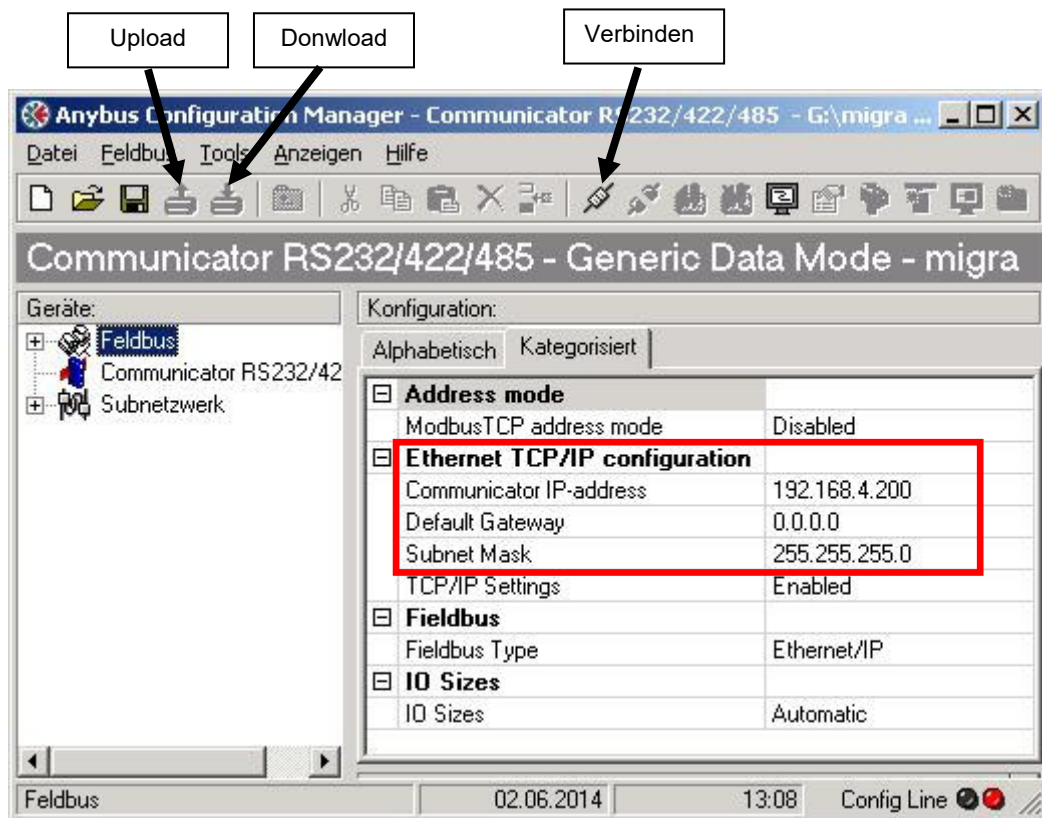 Upload
Donwload
Verbinden
Anybus Configuration Manager - Communicator RS232/422/485 - G:\migra ...
Datei Feldbus Tools Anzeigen Hilfe
Communicator RS232/422/485 - Generic Data Mode - migra
Geräte:
Feldbus
Communicator RS232/42
Subnetzwerk
Konfiguration:
Alphabetisch Kategorisiert
Address mode
ModbusTCP address mode Disabled
Ethernet TCP/IP configuration
Communicator IP-address 192.168.4.200
Default Gateway 0.0.0.0
Subnet Mask 255.255.255.0
TCP/IP Settings Enabled
Fieldbus
Fieldbus Type Ethernet/IP
IO Sizes
IO Sizes Automatic
Feldbus 02.06.2014 13:08 Config Line